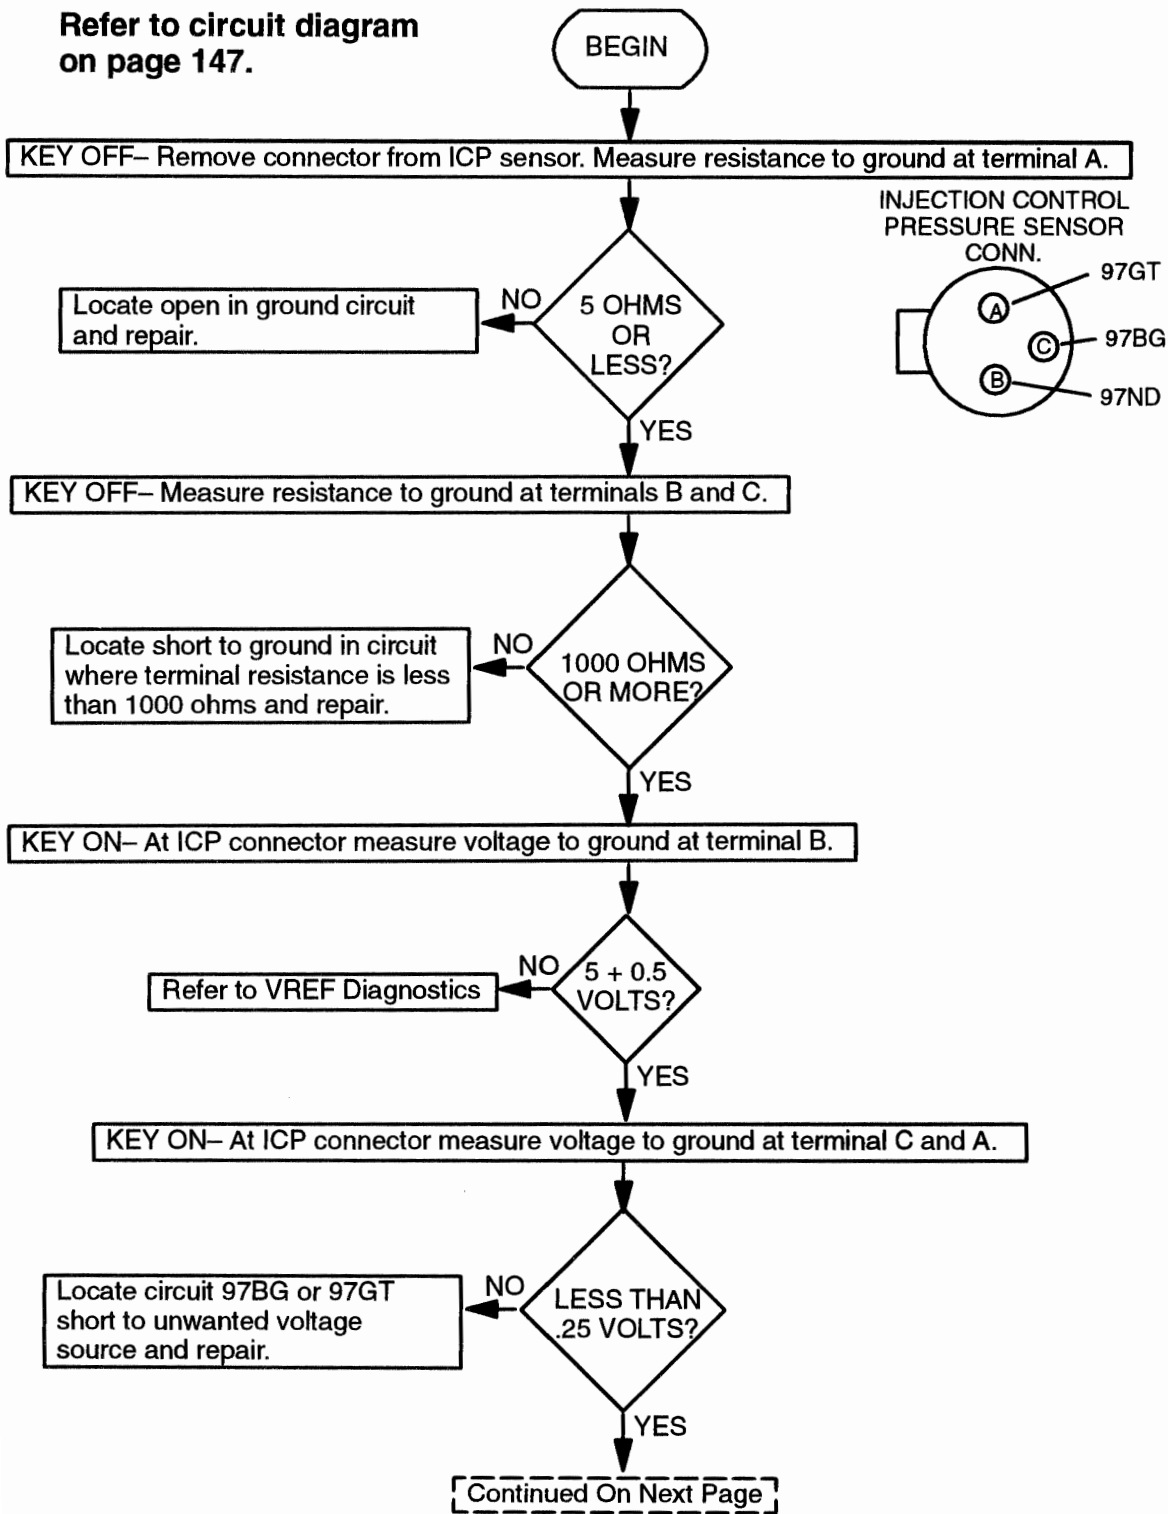 Refer to circuit diagram
on page 147.
BEGIN
KEY OFF– Remove connector from ICP sensor. Measure resistance to ground at terminal A.
INJECTION CONTROL
PRESSURE SENSOR
CONN.
97GT
A
97BG
C
B
97ND
5 OHMS
OR
LESS?
NO
Locate open in ground circuit
and repair.
YES
KEY OFF– Measure resistance to ground at terminals B and C.
1000 OHMS
OR MORE?
NO
Locate short to ground in circuit
where terminal resistance is less
than 1000 ohms and repair.
YES
KEY ON– At ICP connector measure voltage to ground at terminal B.
5 + 0.5
VOLTS?
NO
Refer to VREF Diagnostics
YES
KEY ON– At ICP connector measure voltage to ground at terminal C and A.
LESS THAN
.25 VOLTS?
NO
Locate circuit 97BG or 97GT
short to unwanted voltage
source and repair.
YES
Continued On Next Page